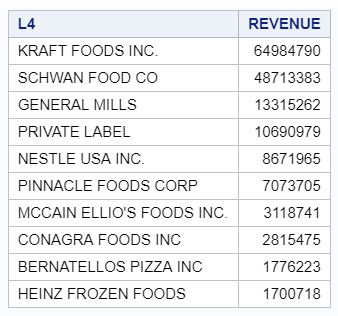 L4 REVENUE
KRAFT FOODS INC. 64984790
SCHWAN FOOD CO 48713383
GENERAL MILLS 13315262
PRIVATE LABEL 10690979
NESTLE USA INC. 8671965
PINNACLE FOODS CORP 7073705
MCCAIN ELLIO'S FOODS INC. 3118741
CONAGRA FOODS INC 2815475
BERNATELLOS PIZZA INC 1776223
HEINZ FROZEN FOODS 1700718